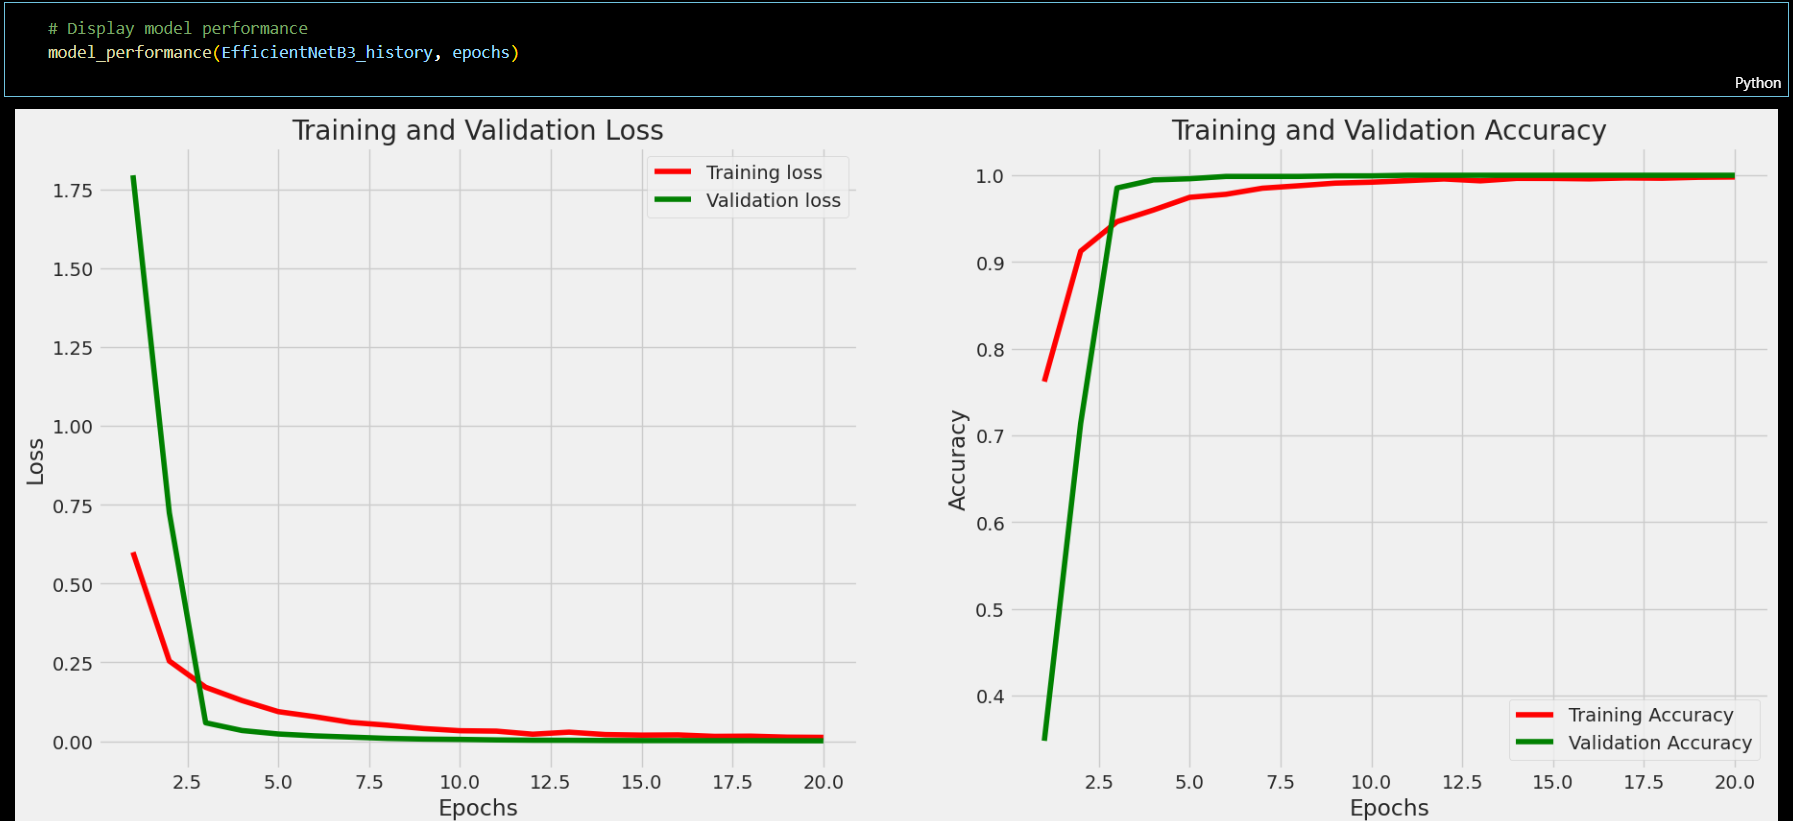 # Display model performance
model_performance(EfficientNetB3_history, epochs)
Python
Training and Validation Loss
Training loss
Validation loss
1.75
1.50
1.25
1.00
0.75
0.50
0.25
0.00
Loss
2.5 5.0 7.5 10.0 12.5 15.0 17.5 20.0
Epochs
Training and Validation Accuracy
1.0
0.9
0.8
0.7
0.6
0.5
0.4
Accuracy
Training Accuracy
Validation Accuracy
2.5 5.0 7.5 10.0 12.5 15.0 17.5 20.0
Epochs